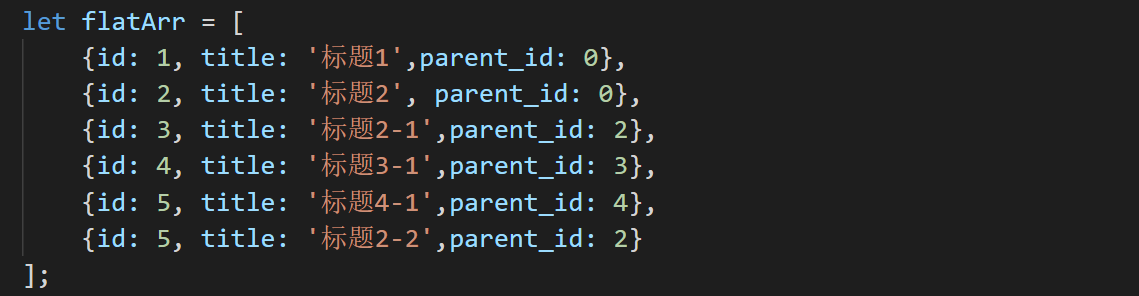 let flatArr = [
    {id: 1, title: '标题1',parent_id: 0},
    {id: 2, title: '标题2', parent_id: 0},
    {id: 3, title: '标题2-1',parent_id: 2},
    {id: 4, title: '标题3-1',parent_id: 3},
    {id: 5, title: '标题4-1',parent_id: 4},
    {id: 5, title: '标题2-2',parent_id: 2}
];